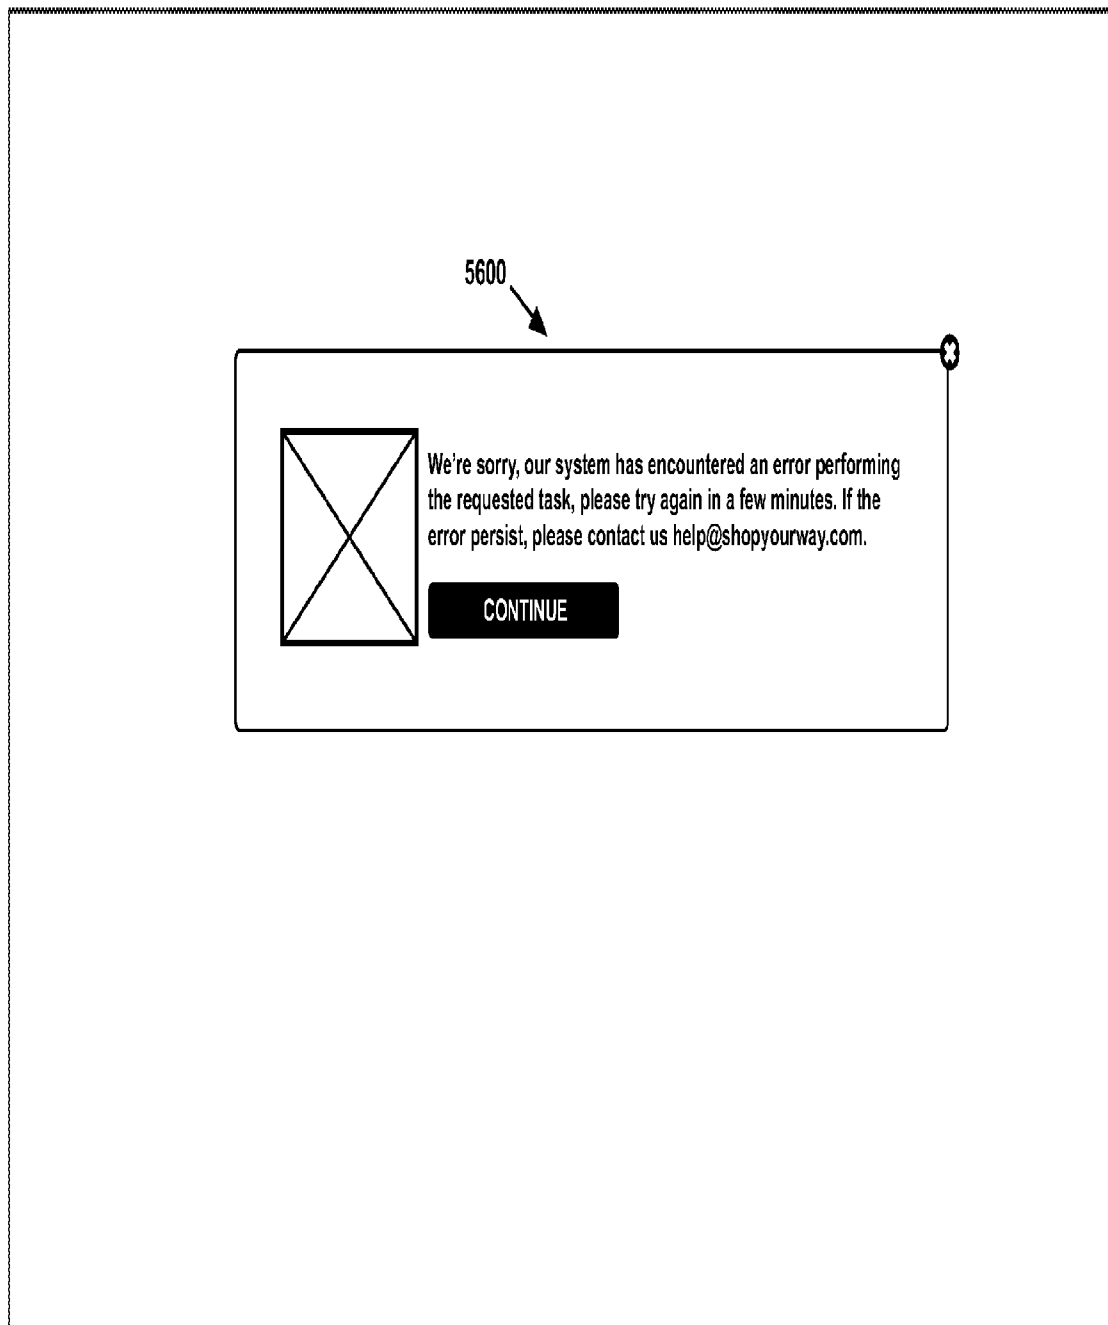 5600
We're sorry, our system has encountered an error performing
the requested task, please try again in a few minutes. If the
error persist, please contact us help@shopyourway.com.
CONTINUE